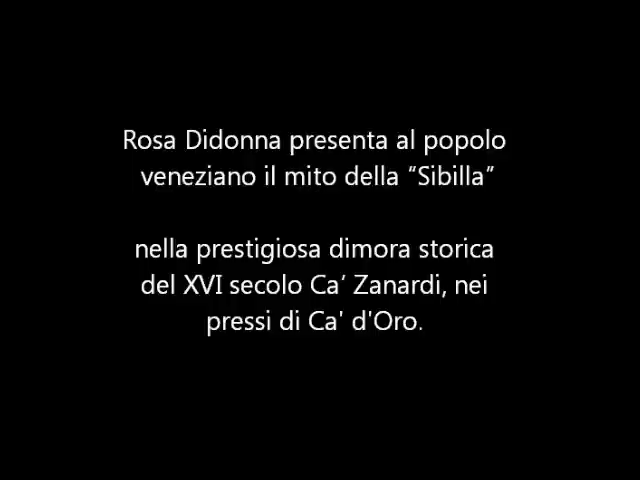 Rosa Didonna presenta al popolo
veneziano il mito della “Sibilla”
nella prestigiosa dimora storica
del XVI secolo Ca‘ Zanardi, nei
pressi di Ca' d'Oro.